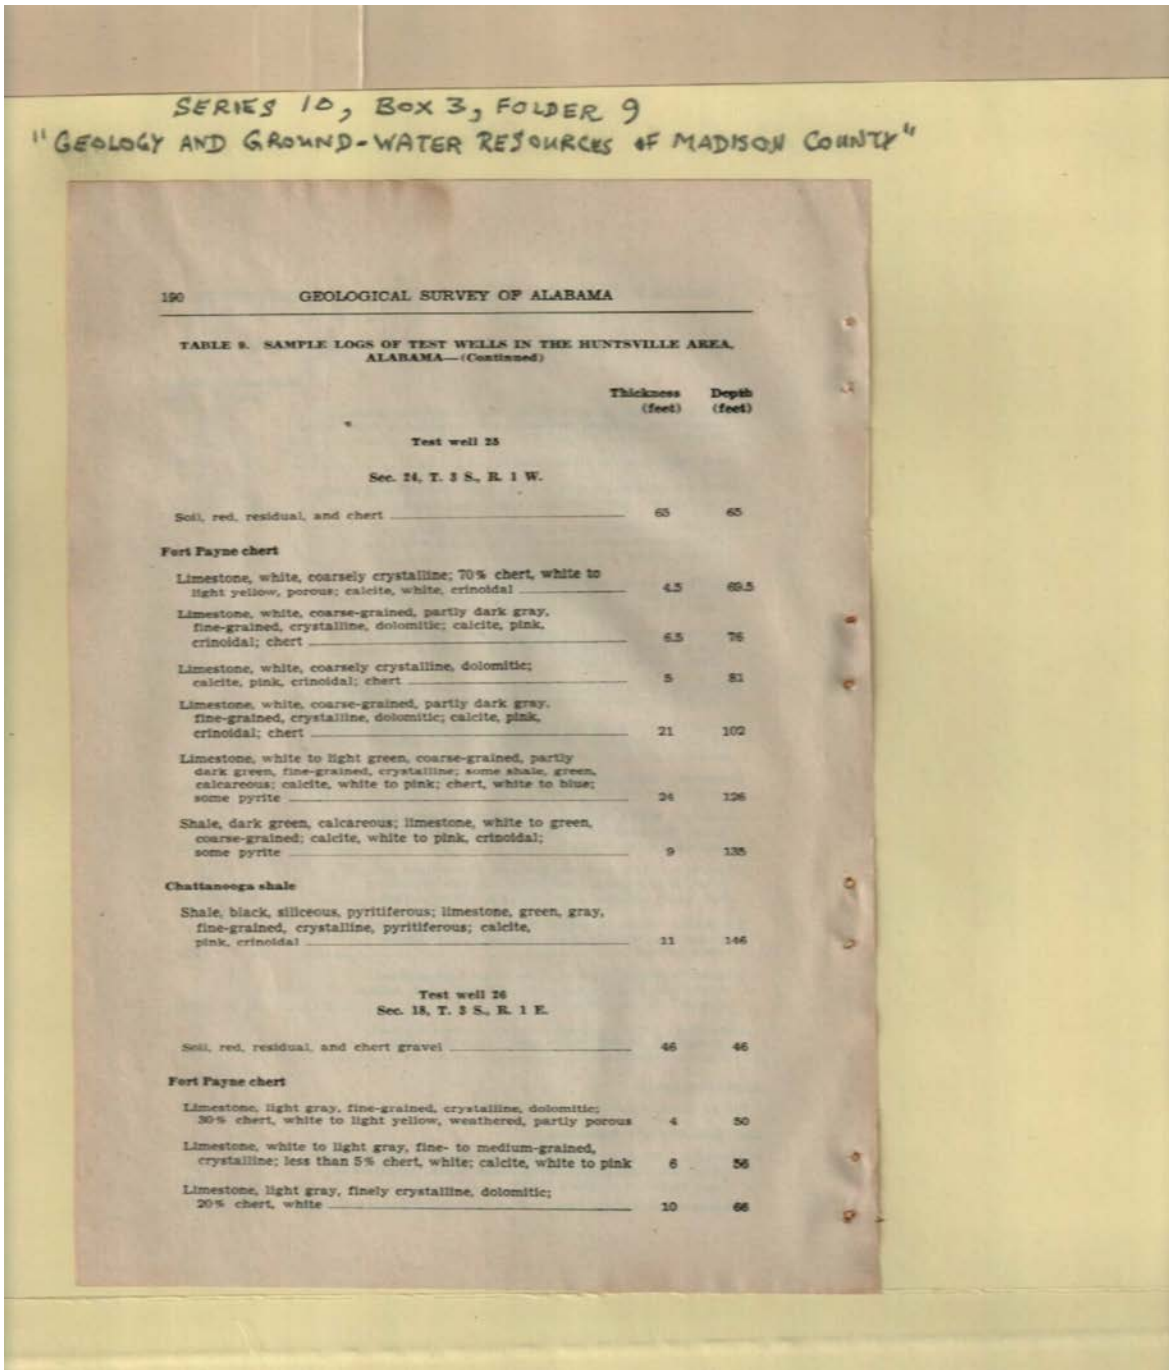 SERIES 10, BOX 3, FOLDER 9
"GEOLOGY AND GROUND-WATER RESOURCES OF MADISON COUNTY"
190 GEOLOGICAL SURVEY OF ALABAMA
TABLE 9. SAMPLE LOGS OF TEST WELLS IN THE HUNTSVILLE AREA,
ALABAMA—(Continued)
Thickness Depth
(feet) (feet)
Test well 25
Sec. 24, T. 3 S., R. 1 W.
Soil, red, residual, and chert 65 65
Fort Payne chert
Limestone, white, coarsely crystalline; 70% chert, white to
light yellow, porous; calcite, white, crinoidal 4.5 69.5
Limestone, white, coarse-grained, partly dark gray,
fine-grained, crystalline, dolomitic; calcite, pink,
crinoidal; chert 6.5 76
Limestone, white, coarsely crystalline, dolomitic;
calcite, pink, crinoidal; chert 5 81
Limestone, white, coarse-grained, partly dark gray,
fine-grained, crystalline, dolomitic; calcite, pink,
crinoidal; chert 21 102
Limestone, white to light green, coarse-grained, partly
dark green, fine-grained, crystalline; some shale, green,
calcareous; calcite, white to pink; chert, white to blue;
some pyrite 24 126
Shale, dark green, calcareous; limestone, white to green,
coarse-grained; calcite, white to pink, crinoidal;
some pyrite 9 135
Chattanooga shale
Shale, black, siliceous, pyritiferous; limestone, green, gray,
fine-grained, crystalline, pyritiferous; calcite,
pink, crinoidal 11 146
Test well 26
Sec. 18, T. 3 S., R. 1 E.
Soil, red, residual, and chert gravel 46 46
Fort Payne chert
Limestone, light gray, fine-grained, crystalline, dolomitic;
30% chert, white to light yellow, weathered, partly porous 4 50
Limestone, white to light gray, fine- to medium-grained,
crystalline; less than 5% chert, white; calcite, white to pink 6 56
Limestone, light gray, finely crystalline, dolomitic;
20% chert, white 10 66